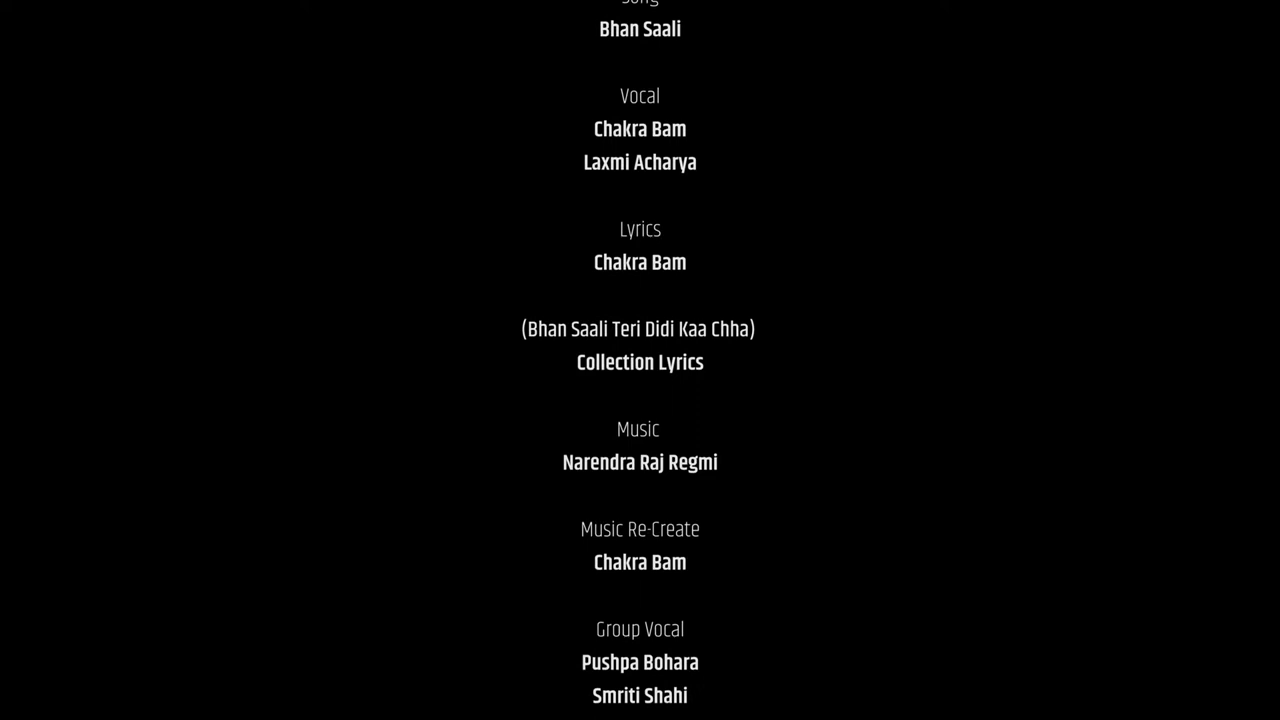 Song
Bhan Saali
Vocal
Chakra Bam
Laxmi Acharya
Lyrics
Chakra Bam
(Bhan Saali Teri Didi Kaa Chha)
Collection Lyrics
Music
Narendra Raj Regmi
Music Re-Create
Chakra Bam
Group Vocal
Pushpa Bohara
Smriti Shahi